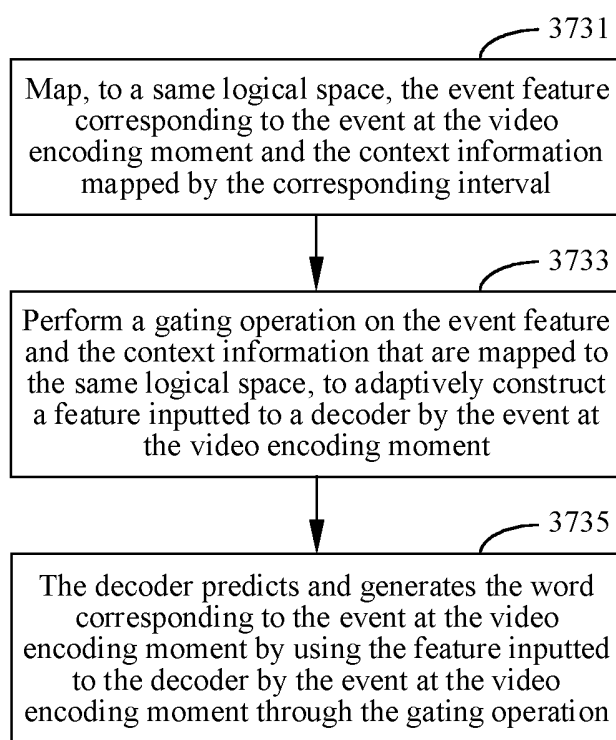 3731
Map, to a same logical space, the event feature
corresponding to the event at the video
encoding moment and the context information
mapped by the corresponding interval
3733
Perform a gating operation on the event feature
and the context information that are mapped to
the same logical space, to adaptively construct
a feature inputted to a decoder by the event at
the video encoding moment
3735
The decoder predicts and generates the word
corresponding to the event at the video
encoding moment by using the feature inputted
to the decoder by the event at the video
encoding moment through the gating operation